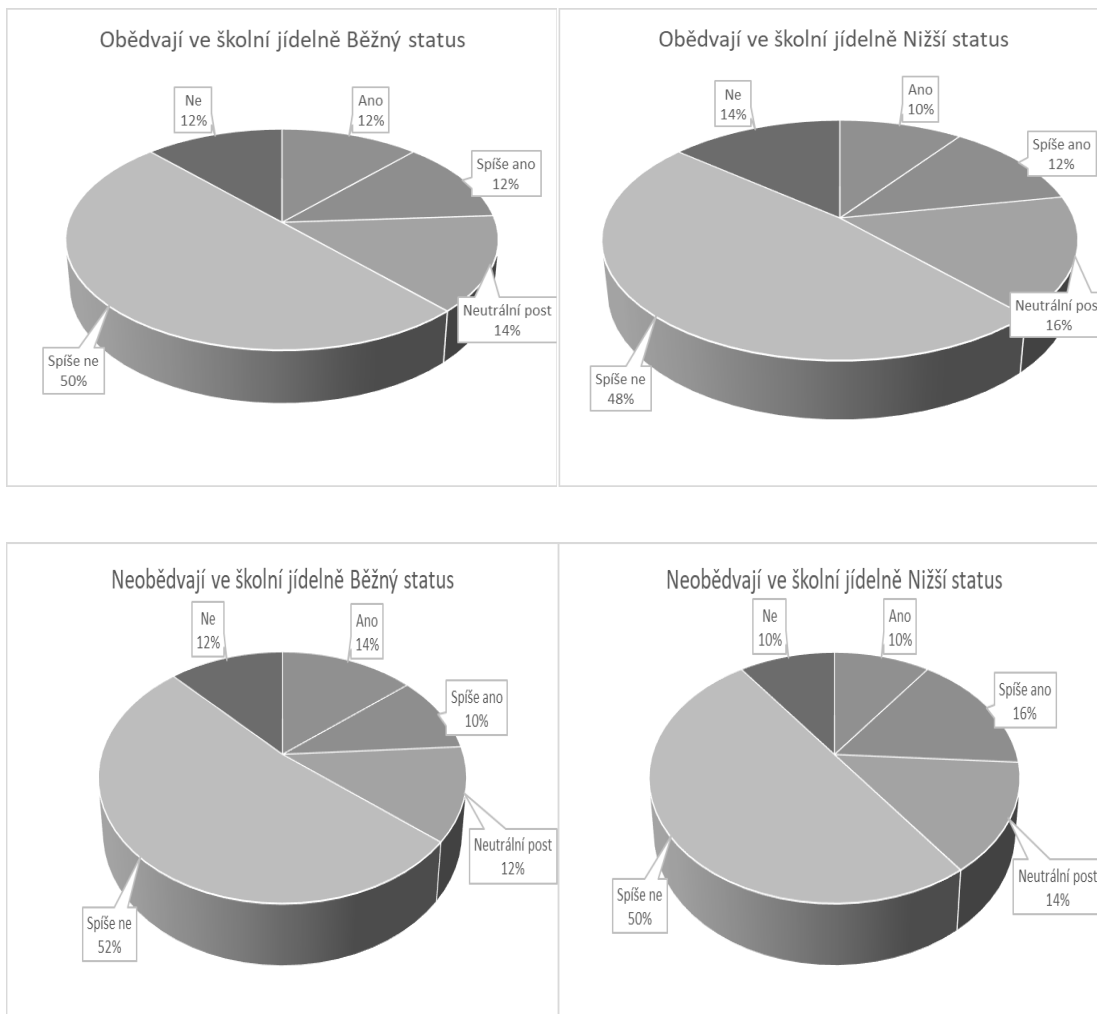 Obědvají ve školní jídelně Běžný status
Ne
12%
Ano
12%
Spíše ano
12%
Neutrální post
14%
Spíše ne
50%
Obědvají ve školní jídelně Nižší status
Ne
14%
Ano
10%
Spíše ano
12%
Neutrální post
16%
Spíše ne
48%
Neobědvají ve školní jídelně Běžný status
Ne
12%
Ano
14%
Spíše ano
10%
Neutrální post
12%
Spíše ne
52%
Neobědvají ve školní jídelně Nižší status
Ne
10%
Ano
10%
Spíše ano
16%
Neutrální post
14%
Spíše ne
50%